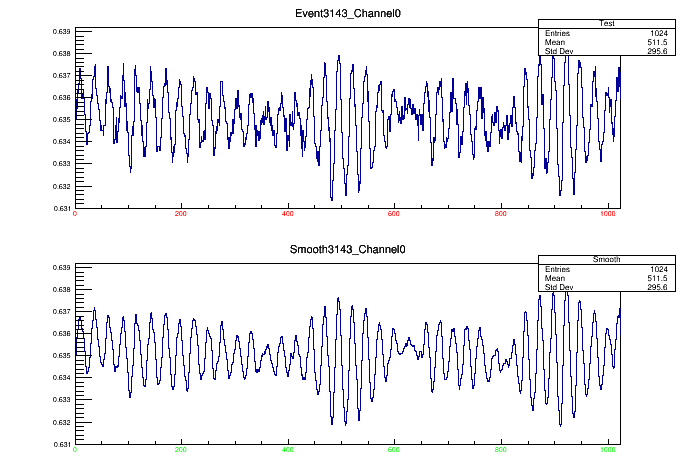 Event3143_Channel0
Test
Entries 1024
Mean 511.5
Std Dev 295.6
0.639
0.638
0.637
0.636
0.635
0.634
0.633
0.632
0.631
0 200 400 600 800 1000
Smooth3143_Channel0
Smooth
Entries 1024
Mean 511.5
Std Dev 295.6
0.639
0.638
0.637
0.636
0.635
0.634
0.633
0.632
0.631
0 200 400 600 800 1000